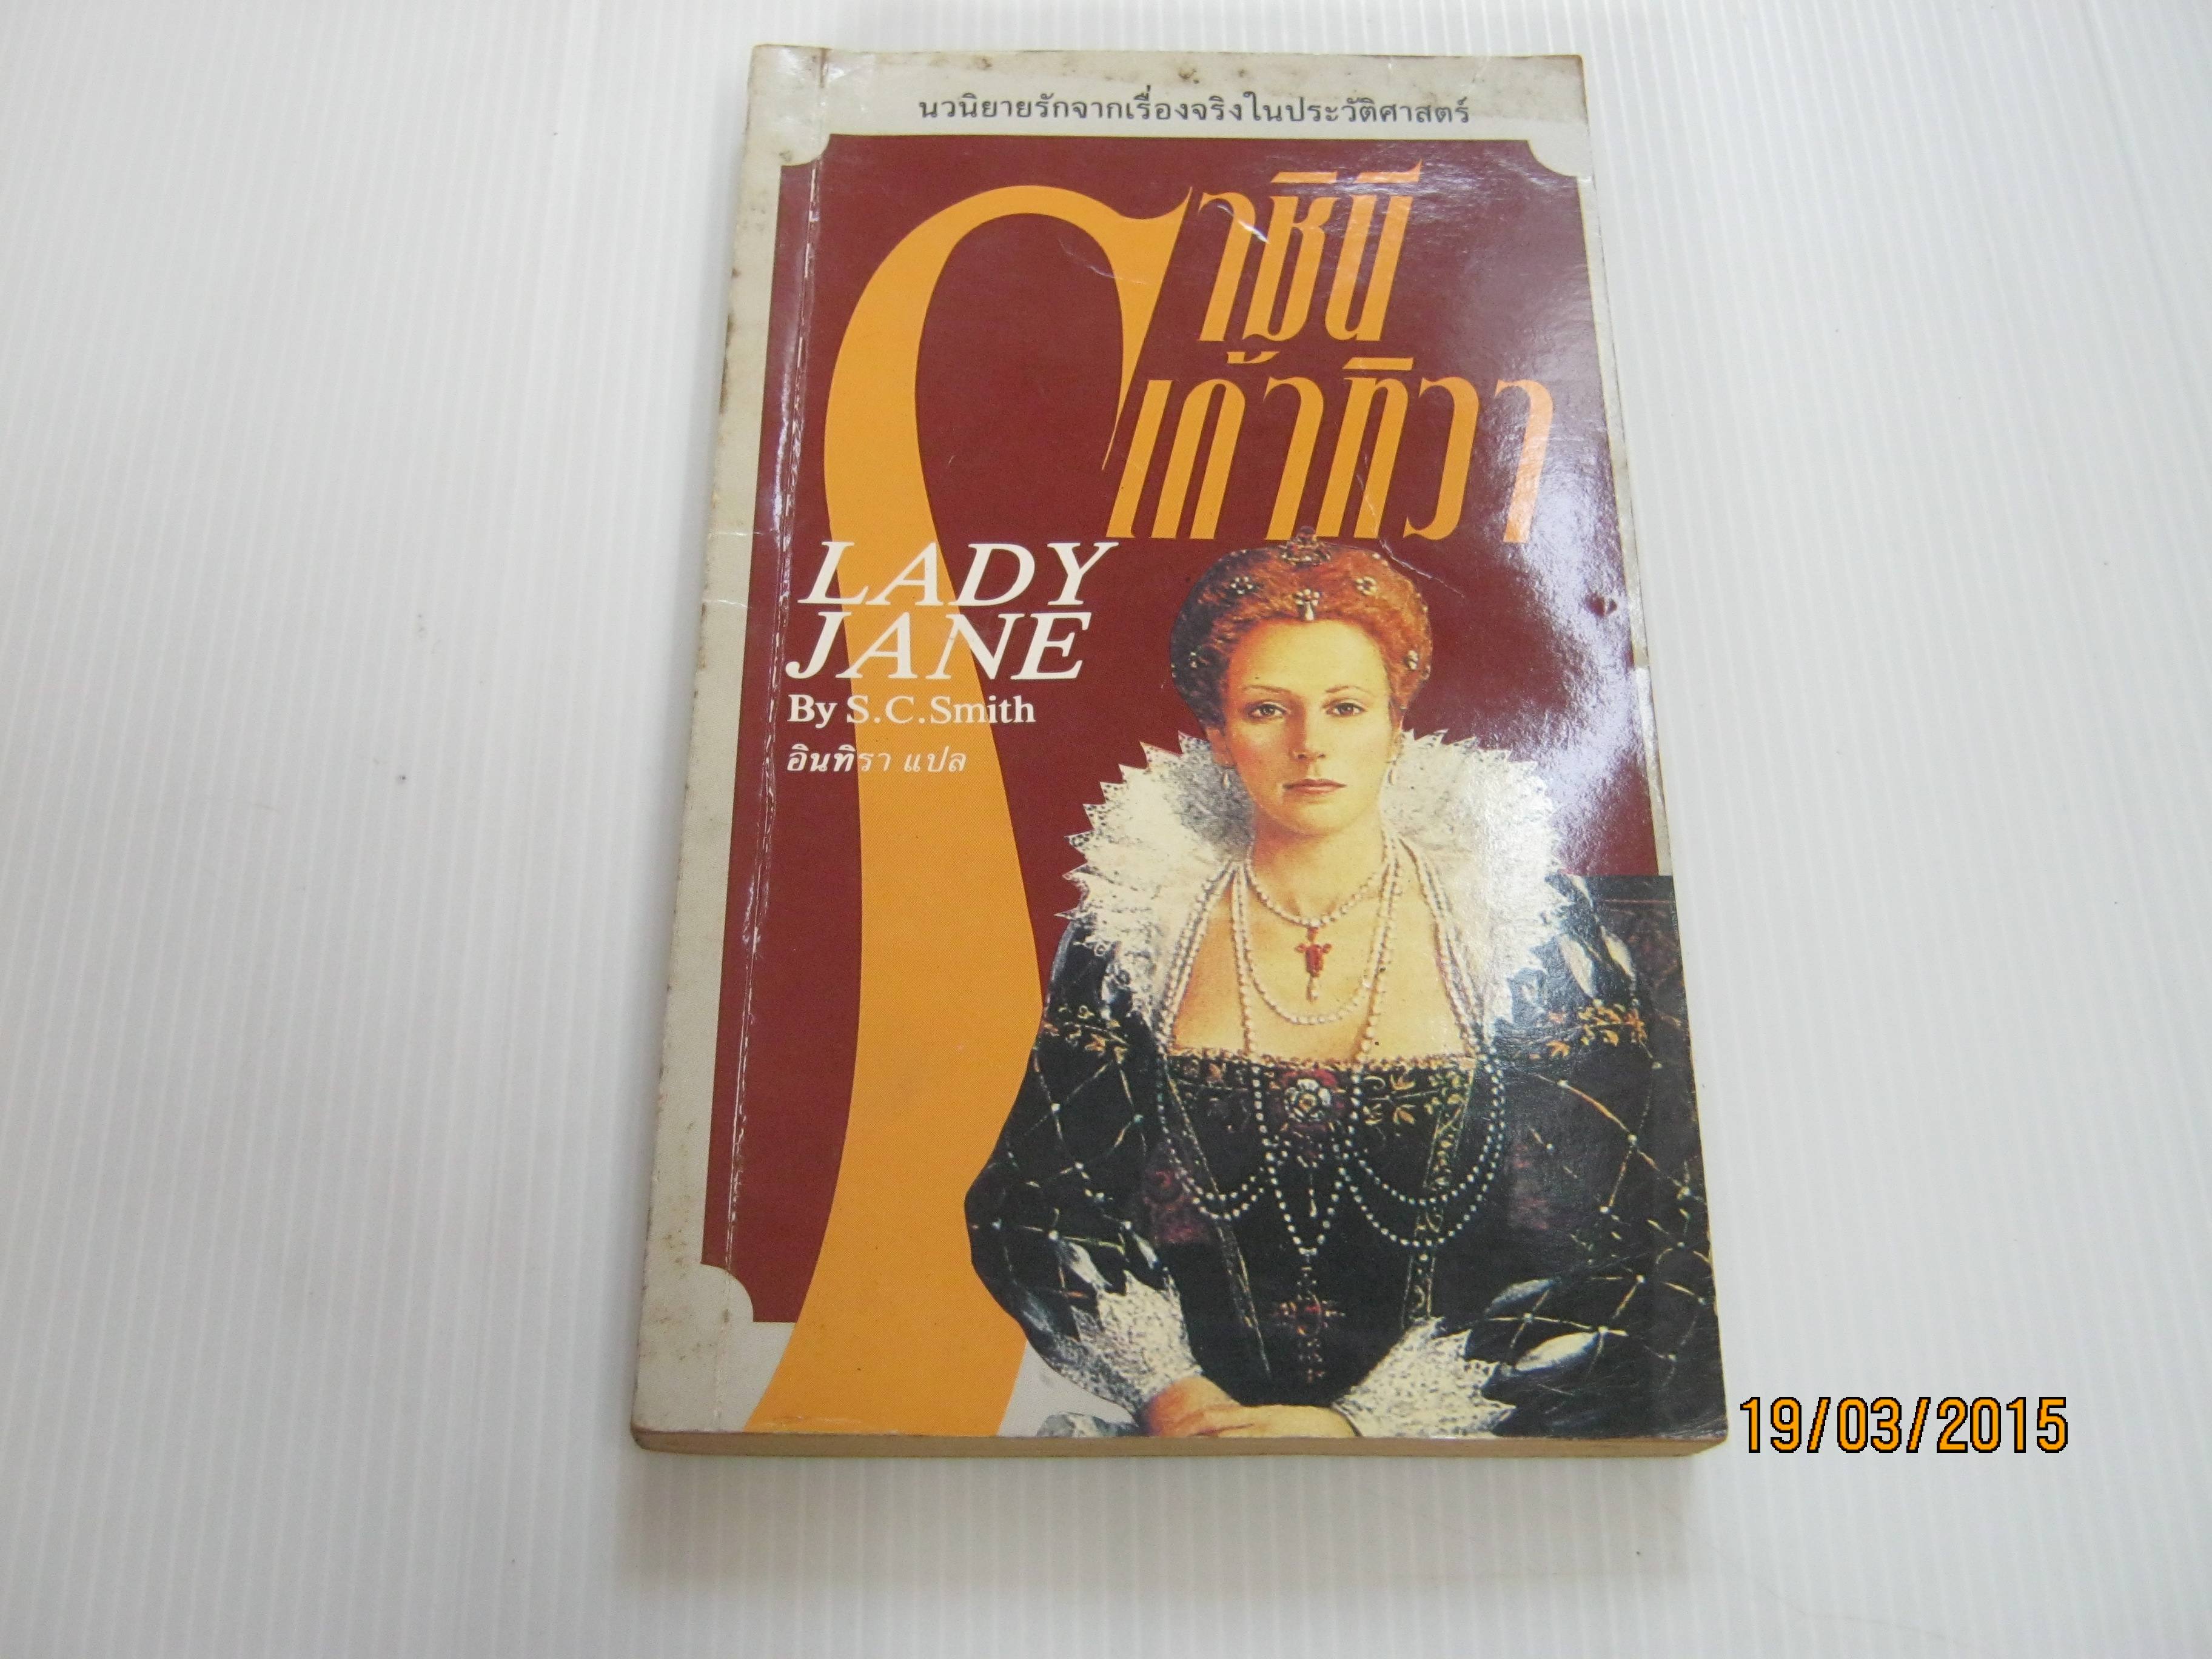 นวนิยายรักจากเรื่องจริงในประวัติศาสตร์
ราชินี
เก้าทิวา
LADY
JANE
By S.C.Smith
อินทิรา แปล
19/03/2015